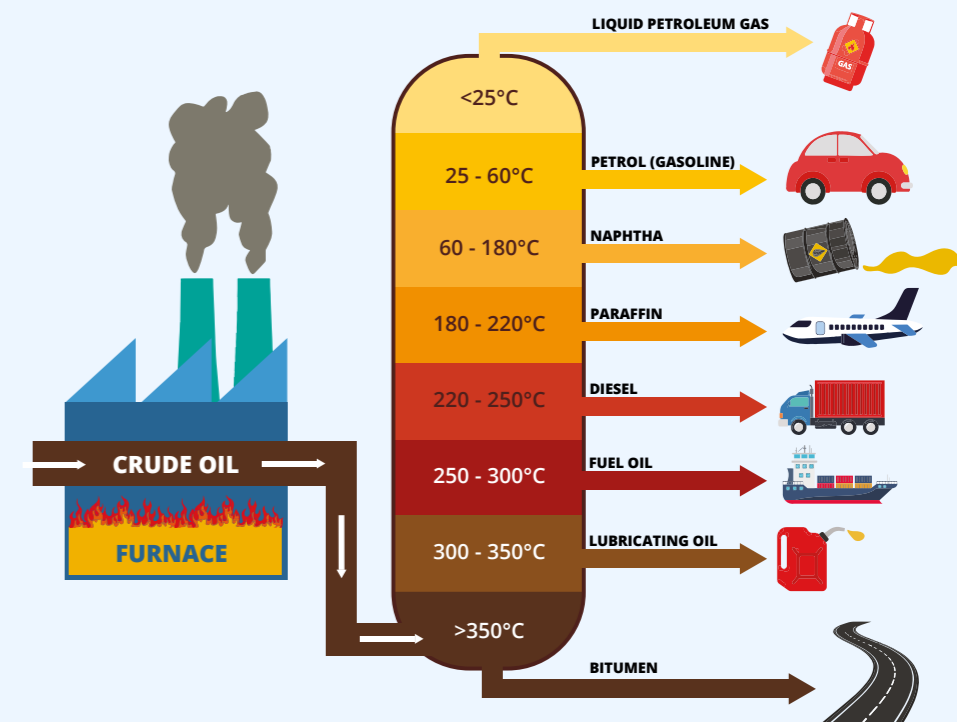 LIQUID PETROLEUM GAS
GAS
<25°C
PETROL (GASOLINE)
25 - 60°C
NAPHTHA
60 - 180°C
PARAFFIN
180 - 220°C
DIESEL
220 - 250°C
FUEL OIL
CRUDE OIL
250 - 300°C
LUBRICATING OIL
FURNACE
300 - 350°C
>350°C
BITUMEN